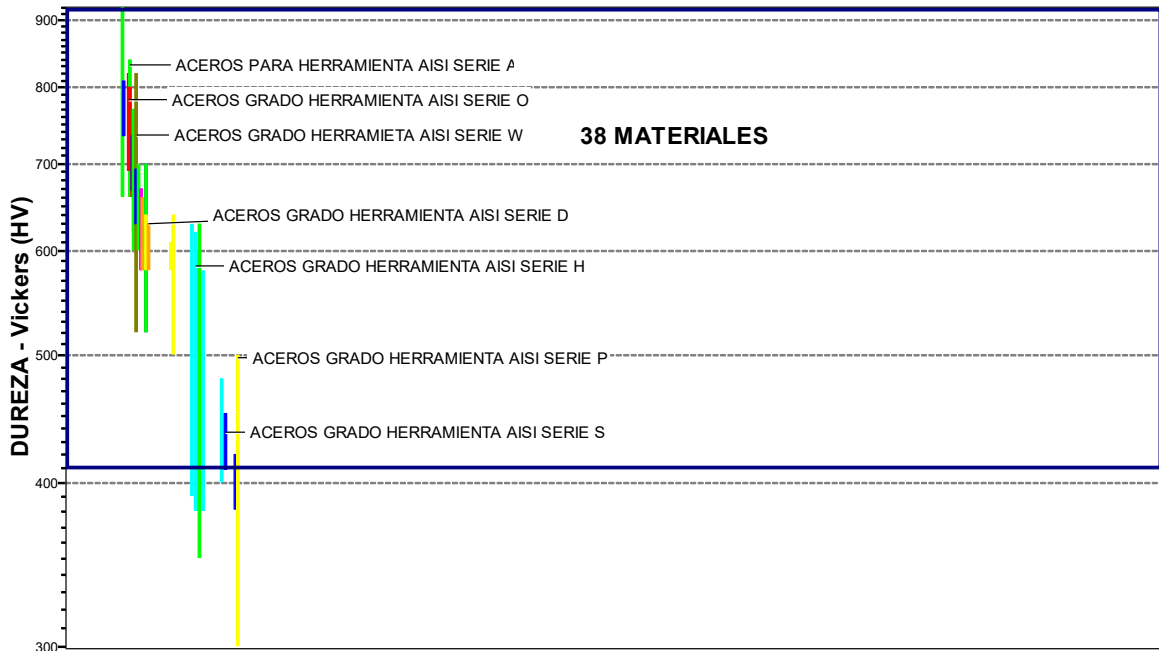 900
ACEROS PARA HERRAMIENTA AISI SERIE A
800
ACEROS GRADO HERRAMIENTA AISI SERIE O
ACEROS GRADO HERRAMIETA AISI SERIE W
38 MATERIALES
700
ACEROS GRADO HERRAMIENTA AISI SERIE D
600
ACEROS GRADO HERRAMIENTA AISI SERIE H
500
ACEROS GRADO HERRAMIENTA AISI SERIE P
ACEROS GRADO HERRAMIENTA AISI SERIE S
400
300
DUREZA - Vickers (HV)